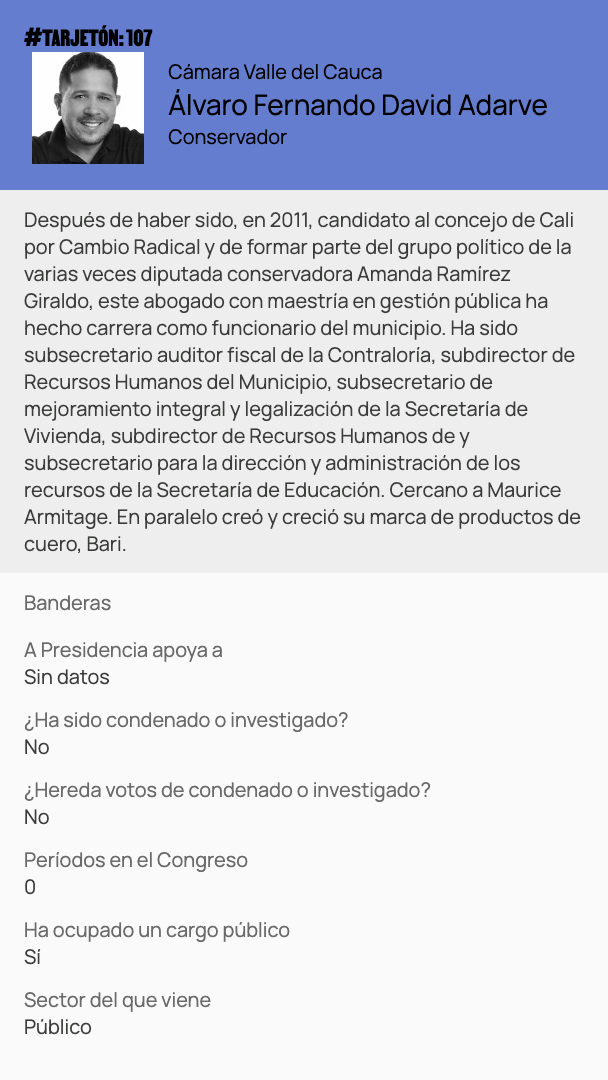 #TARJETÓN: 107
Cámara Valle del Cauca
Álvaro Fernando David Adarve
Conservador
Después de haber sido, en 2011, candidato al concejo de Cali
por Cambio Radical y de formar parte del grupo político de la
varias veces diputada conservadora Amanda Ramírez
Giraldo, este abogado con maestría en gestión pública ha
hecho carrera como funcionario del municipio. Ha sido
subsecretario auditor fiscal de la Contraloría, subdirector de
Recursos Humanos del Municipio, subsecretario de
mejoramiento integral y legalización de la Secretaría de
Vivienda, subdirector de Recursos Humanos de y
subsecretario para la dirección y administración de los
recursos de la Secretaría de Educación. Cercano a Maurice
Armitage. En paralelo creó y creció su marca de productos de
cuero, Bari.
Banderas
A Presidencia apoya a
Sin datos
¿Ha sido condenado o investigado?
No
¿Hereda votos de condenado o investigado?
No
Períodos en el Congreso
0
Ha ocupado un cargo público
Sí
Sector del que viene
Público